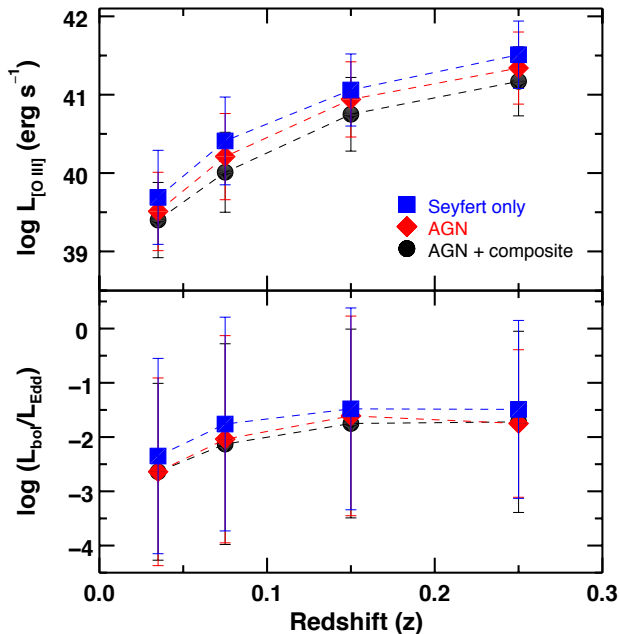 42
41
40
39
log L[O III] (erg s−1)
Seyfert only
AGN
AGN + composite
0
−1
−2
−3
−4
log (Lbol/LEdd)
0.0 0.1 0.2 0.3
Redshift (z)